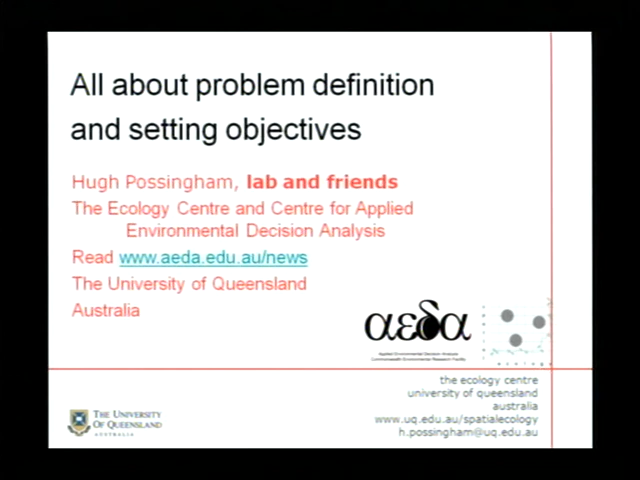 All about problem definition
and setting objectives
Hugh Possingham, lab and friends
The Ecology Centre and Centre for Applied
Environmental Decision Analysis
Read www.aeda.edu.au/news
The University of Queensland
Australia
αεδα
Applied Environmental Decision Analysis
Commonwealth Environmental Research Facility
the ecology centre
university of queensland
australia
www.uq.edu.au/spatialecology
h.possingham@uq.edu.au
THE UNIVERSITY
OF QUEENSLAND
AUSTRALIA